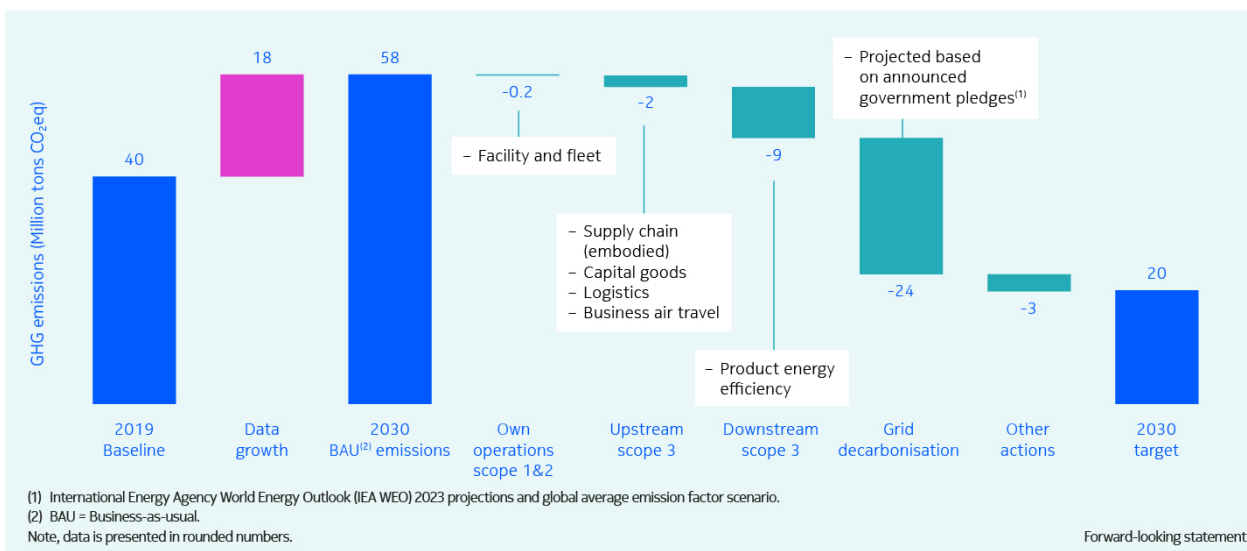 GHG emissions (Million tons CO₂eq)
40
18
58
-0.2
-2
-9
-24
-3
20
– Facility and fleet
– Supply chain
(embodied)
– Capital goods
– Logistics
– Business air travel
– Product energy
efficiency
– Projected based
on announced
government pledges⁽¹⁾
2019
Baseline
Data
growth
2030
BAU⁽²⁾ emissions
Own
operations
scope 1&2
Upstream
scope 3
Downstream
scope 3
Grid
decarbonisation
Other
actions
2030
target
(1) International Energy Agency World Energy Outlook (IEA WEO) 2023 projections and global average emission factor scenario.
(2) BAU = Business-as-usual.
Note, data is presented in rounded numbers.
Forward-looking statement